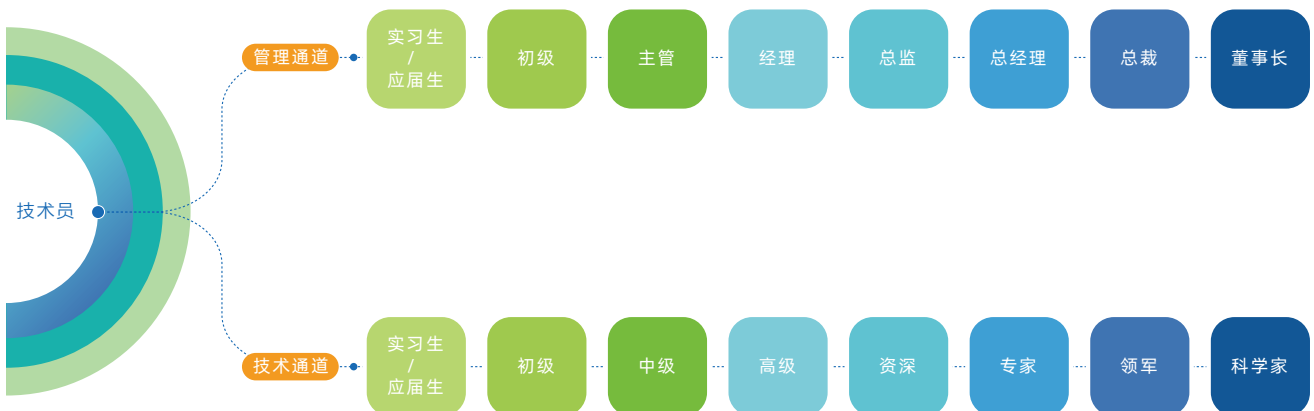 管理通道
实习生
/
应届生
初级
主管
经理
总监
总经理
总裁
董事长
技术员
技术通道
实习生
/
应届生
初级
中级
高级
资深
专家
领军
科学家